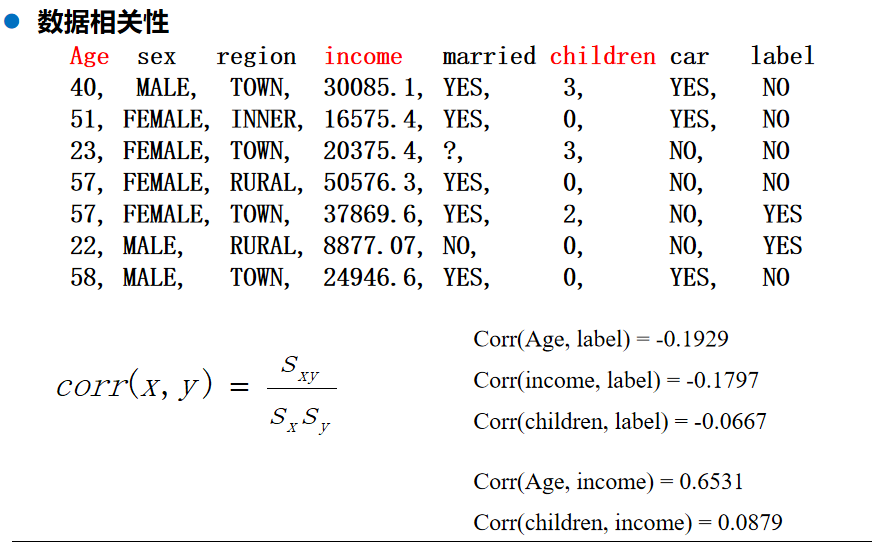 数据相关性
Age sex region income married children car label
40, MALE, TOWN, 30085.1, YES, 3, YES, NO
51, FEMALE, INNER, 16575.4, YES, 0, YES, NO
23, FEMALE, TOWN, 20375.4, ?, 3, NO, NO
57, FEMALE, RURAL, 50576.3, YES, 0, NO, NO
57, FEMALE, TOWN, 37869.6, YES, 2, NO, YES
22, MALE, RURAL, 8877.07, NO, 0, NO, YES
58, MALE, TOWN, 24946.6, YES, 0, YES, NO
corr(x, y) = S_xy / S_x S_y
Corr(Age, label) = -0.1929
Corr(income, label) = -0.1797
Corr(children, label) = -0.0667
Corr(Age, income) = 0.6531
Corr(children, income) = 0.0879